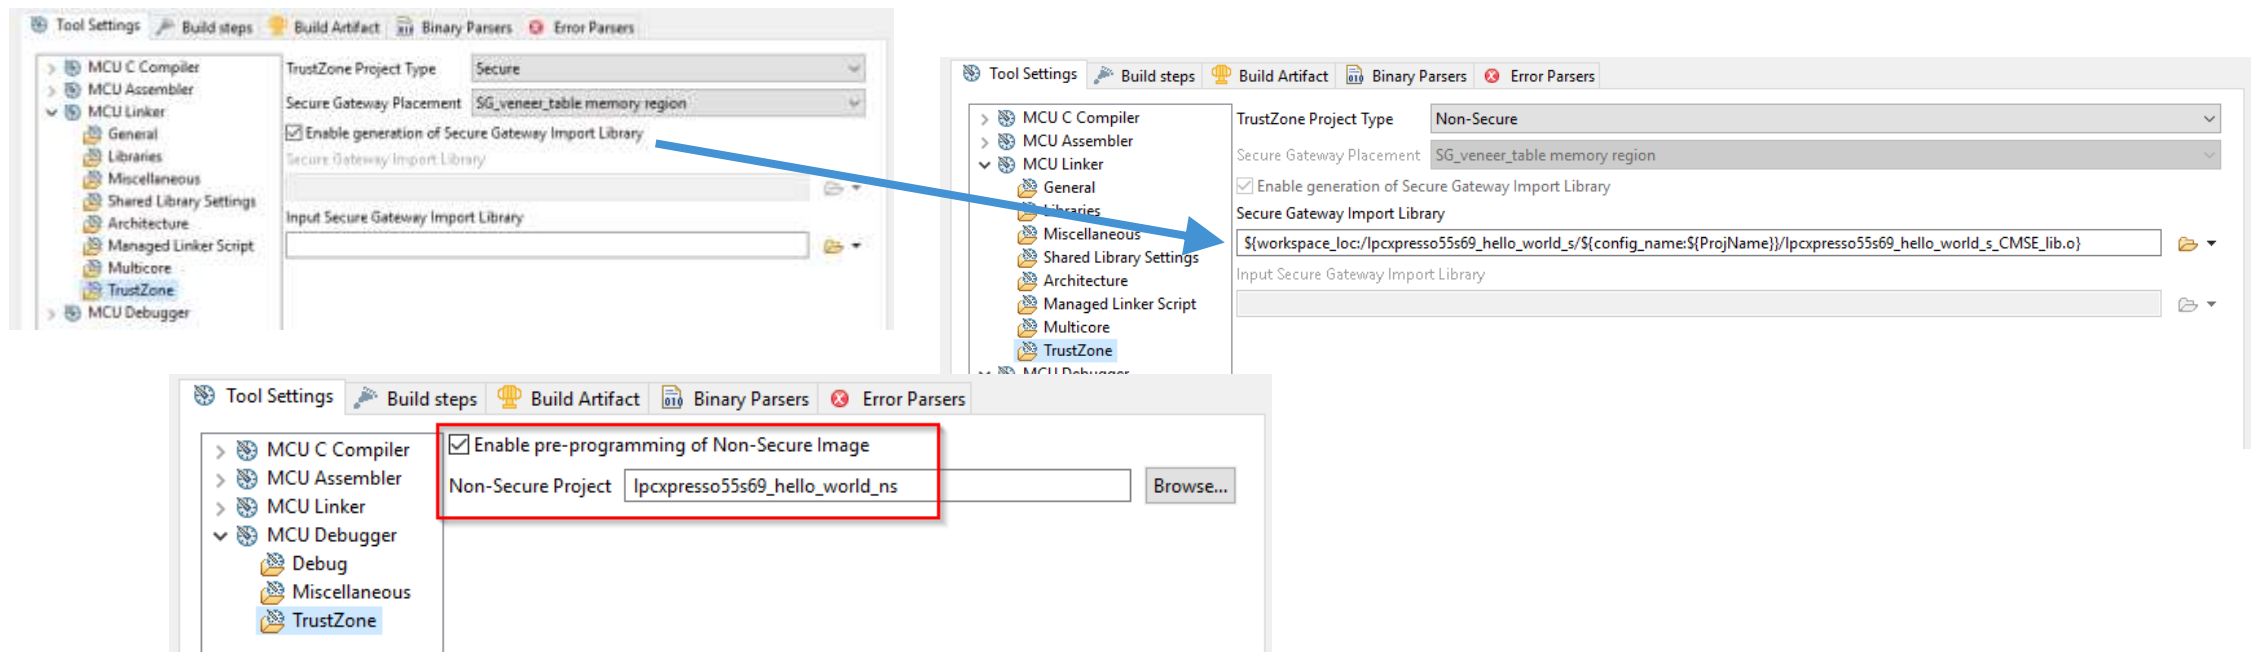 Tool Settings Build steps Build Artifact Binary Parsers Error Parsers
MCU C Compiler
MCU Assembler
MCU Linker
General
Libraries
Miscellaneous
Shared Library Settings
Architecture
Managed Linker Script
Multicore
TrustZone
MCU Debugger
TrustZone Project Type Secure
Secure Gateway Placement SG_veneer_table memory region
Enable generation of Secure Gateway Import Library
Secure Gateway Import Library
Input Secure Gateway Import Library
Tool Settings Build steps Build Artifact Binary Parsers Error Parsers
MCU C Compiler
MCU Assembler
MCU Linker
General
Libraries
Miscellaneous
Shared Library Settings
Architecture
Managed Linker Script
Multicore
TrustZone
MCU Debugger
TrustZone Project Type Non-Secure
Secure Gateway Placement SG_veneer_table memory region
Enable generation of Secure Gateway Import Library
Secure Gateway Import Library
${workspace_loc:/lpcxpresso55s69_hello_world_s/${config_name:${ProjName}}/lpcxpresso55s69_hello_world_s_CMSE_lib.o}
Input Secure Gateway Import Library
Tool Settings Build steps Build Artifact Binary Parsers Error Parsers
MCU C Compiler
MCU Assembler
MCU Linker
MCU Debugger
Debug
Miscellaneous
TrustZone
Enable pre-programming of Non-Secure Image
Non-Secure Project lpcxpresso55s69_hello_world_ns Browse...